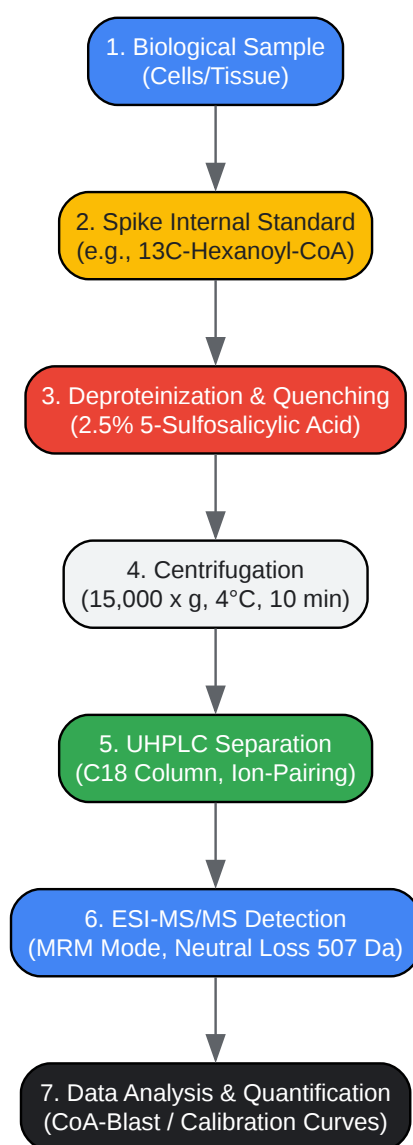 1. Biological Sample
(Cells/Tissue)
2. Spike Internal Standard
(e.g., 13C-Hexanoyl-CoA)
3. Deproteinization & Quenching
(2.5% 5-Sulfosalicylic Acid)
4. Centrifugation
(15,000 x g, 4°C, 10 min)
5. UHPLC Separation
(C18 Column, Ion-Pairing)
6. ESI-MS/MS Detection
(MRM Mode, Neutral Loss 507 Da)
7. Data Analysis & Quantification
(CoA-Blast / Calibration Curves)